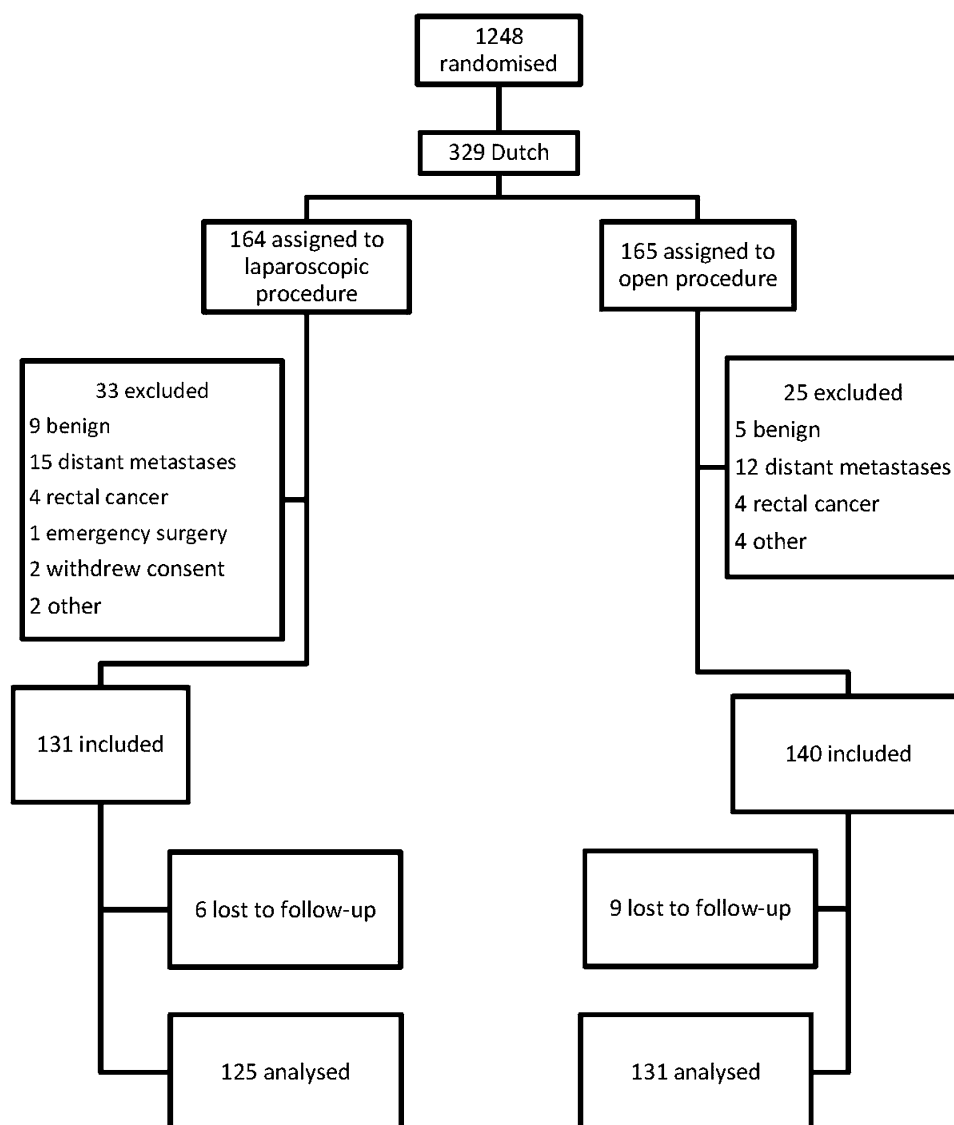 1248
randomised
329 Dutch
164 assigned to
laparoscopic
procedure
165 assigned to
open procedure
33 excluded
9 benign
15 distant metastases
4 rectal cancer
1 emergency surgery
2 withdrew consent
2 other
25 excluded
5 benign
12 distant metastases
4 rectal cancer
4 other
131 included
140 included
6 lost to follow-up
9 lost to follow-up
125 analysed
131 analysed